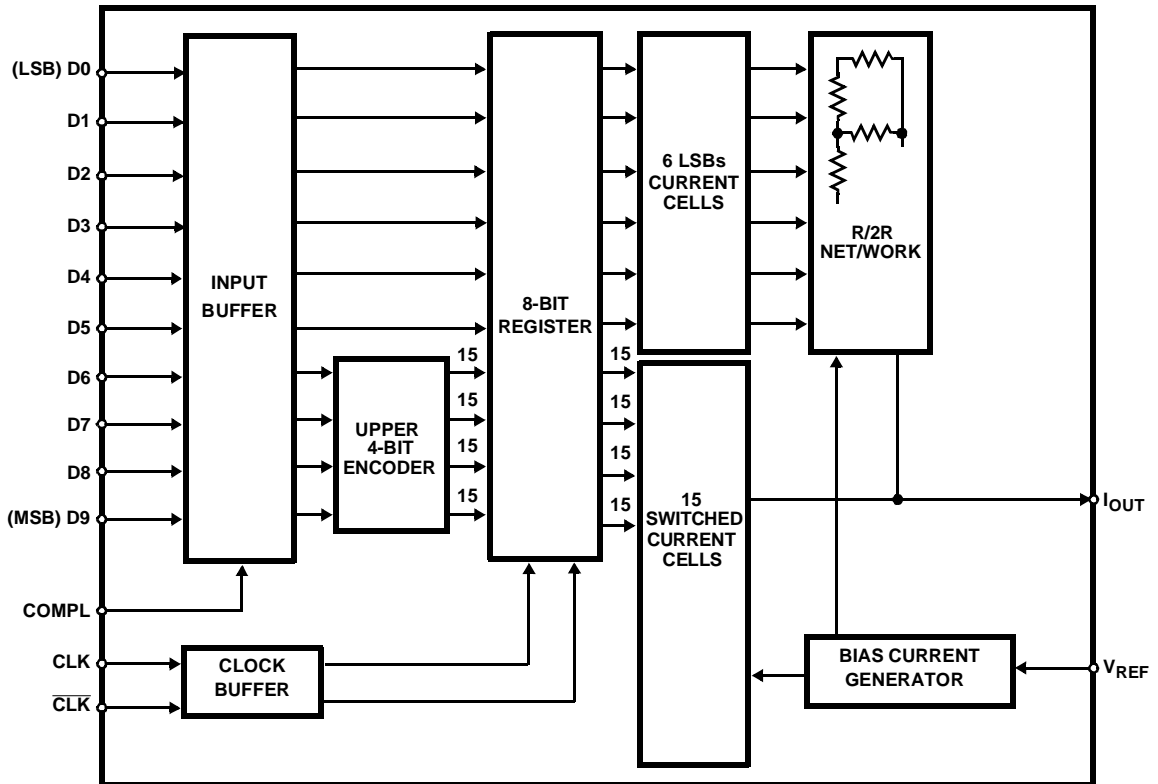 (LSB) D0
D1
D2
D3
D4
D5
D6
D7
D8
(MSB) D9
COMPL
CLK
C̅L̅K̅
INPUT
BUFFER
UPPER
4-BIT
ENCODER
CLOCK
BUFFER
15
15
15
15
8-BIT
REGISTER
15
15
15
15
6 LSBs
CURRENT
CELLS
15
SWITCHED
CURRENT
CELLS
R/2R
NET/WORK
BIAS CURRENT
GENERATOR
IOUT
VREF